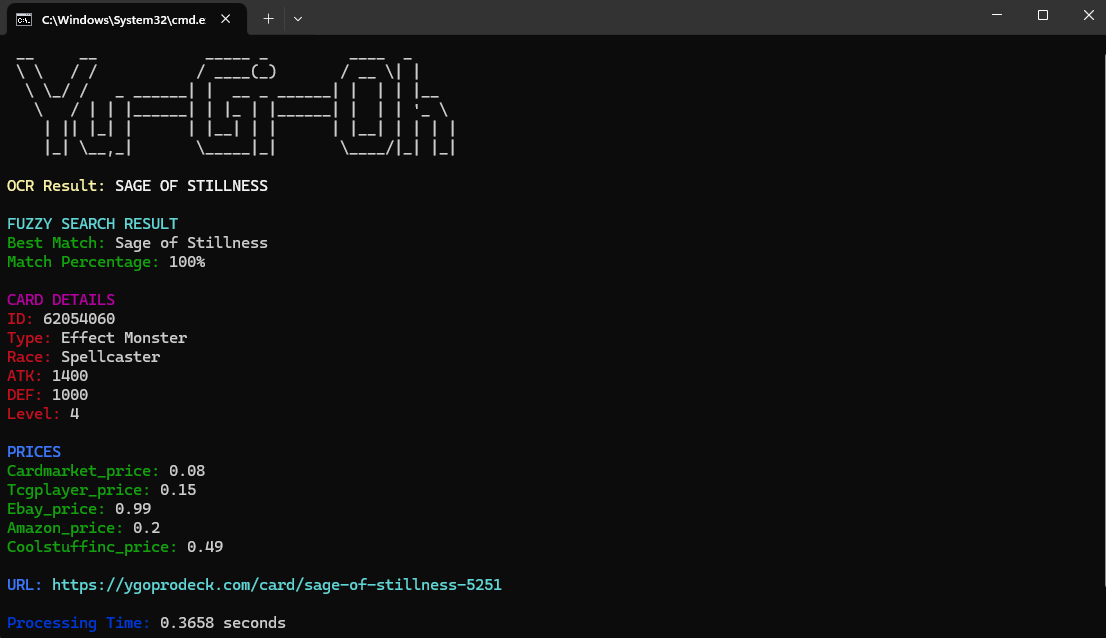 C:\Windows\System32\cmd.e
Yu-Gi-Oh
OCR Result: SAGE OF STILLNESS
FUZZY SEARCH RESULT
Best Match: Sage of Stillness
Match Percentage: 100%
CARD DETAILS
ID: 62054060
Type: Effect Monster
Race: Spellcaster
ATK: 1400
DEF: 1000
Level: 4
PRICES
Cardmarket_price: 0.08
Tcgplayer_price: 0.15
Ebay_price: 0.99
Amazon_price: 0.2
Coolstuffinc_price: 0.49
URL: https://ygoprodeck.com/card/sage-of-stillness-5251
Processing Time: 0.3658 seconds